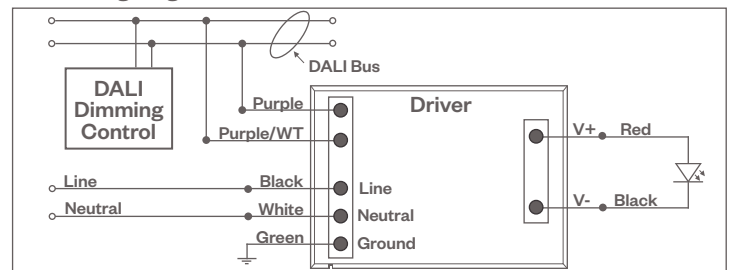 DALI Bus
DALI
Dimming
Control
Driver
Purple
Purple/WT
V+ Red
Line Black Line
V- Black
Neutral White Neutral
Green Ground